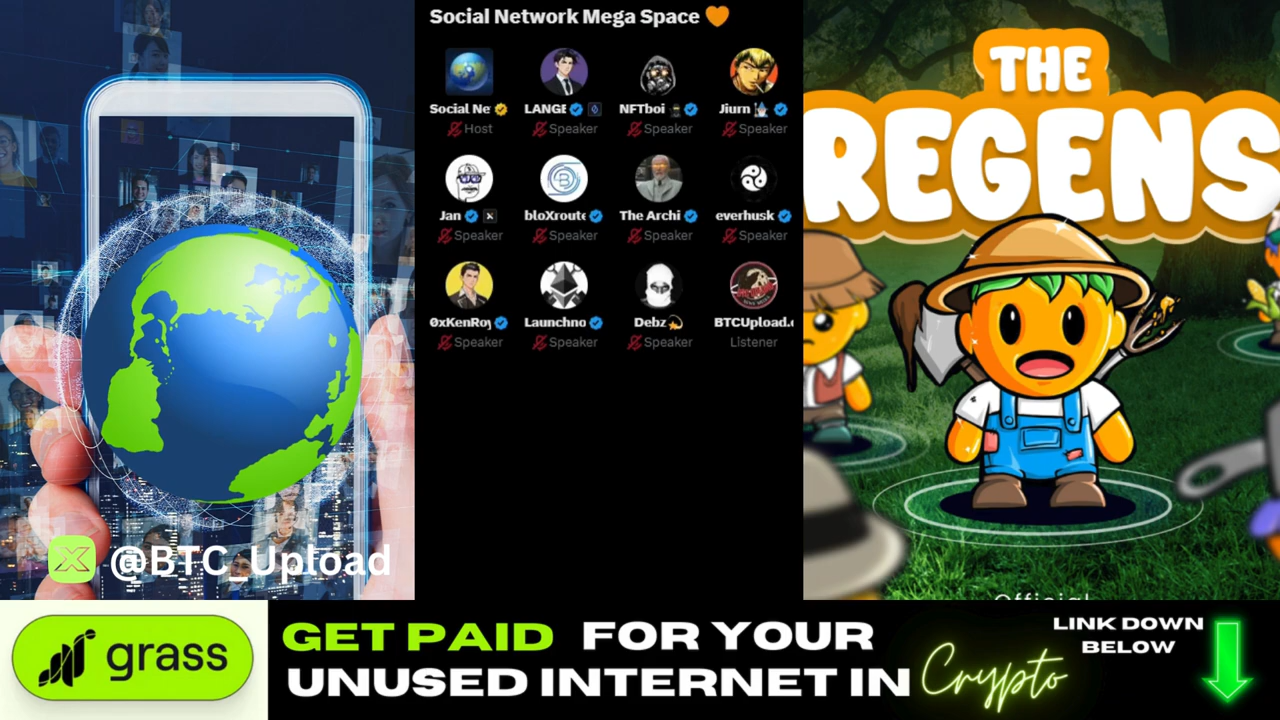 @BTC_Upload
Social Network Mega Space 🧡
Social Ne
LANGE
NFTboi
Jiurn
Host
Speaker
Speaker
Speaker
Jan
bloXroute
The Archi
everhusk
Speaker
Speaker
Speaker
Speaker
0xKenRoy
Launchno
Debz
BTCUpload.c
Speaker
Speaker
Speaker
Listener
THE
REGENS
grass
GET PAID FOR YOUR
UNUSED INTERNET IN Crypto
LINK DOWN
BELOW